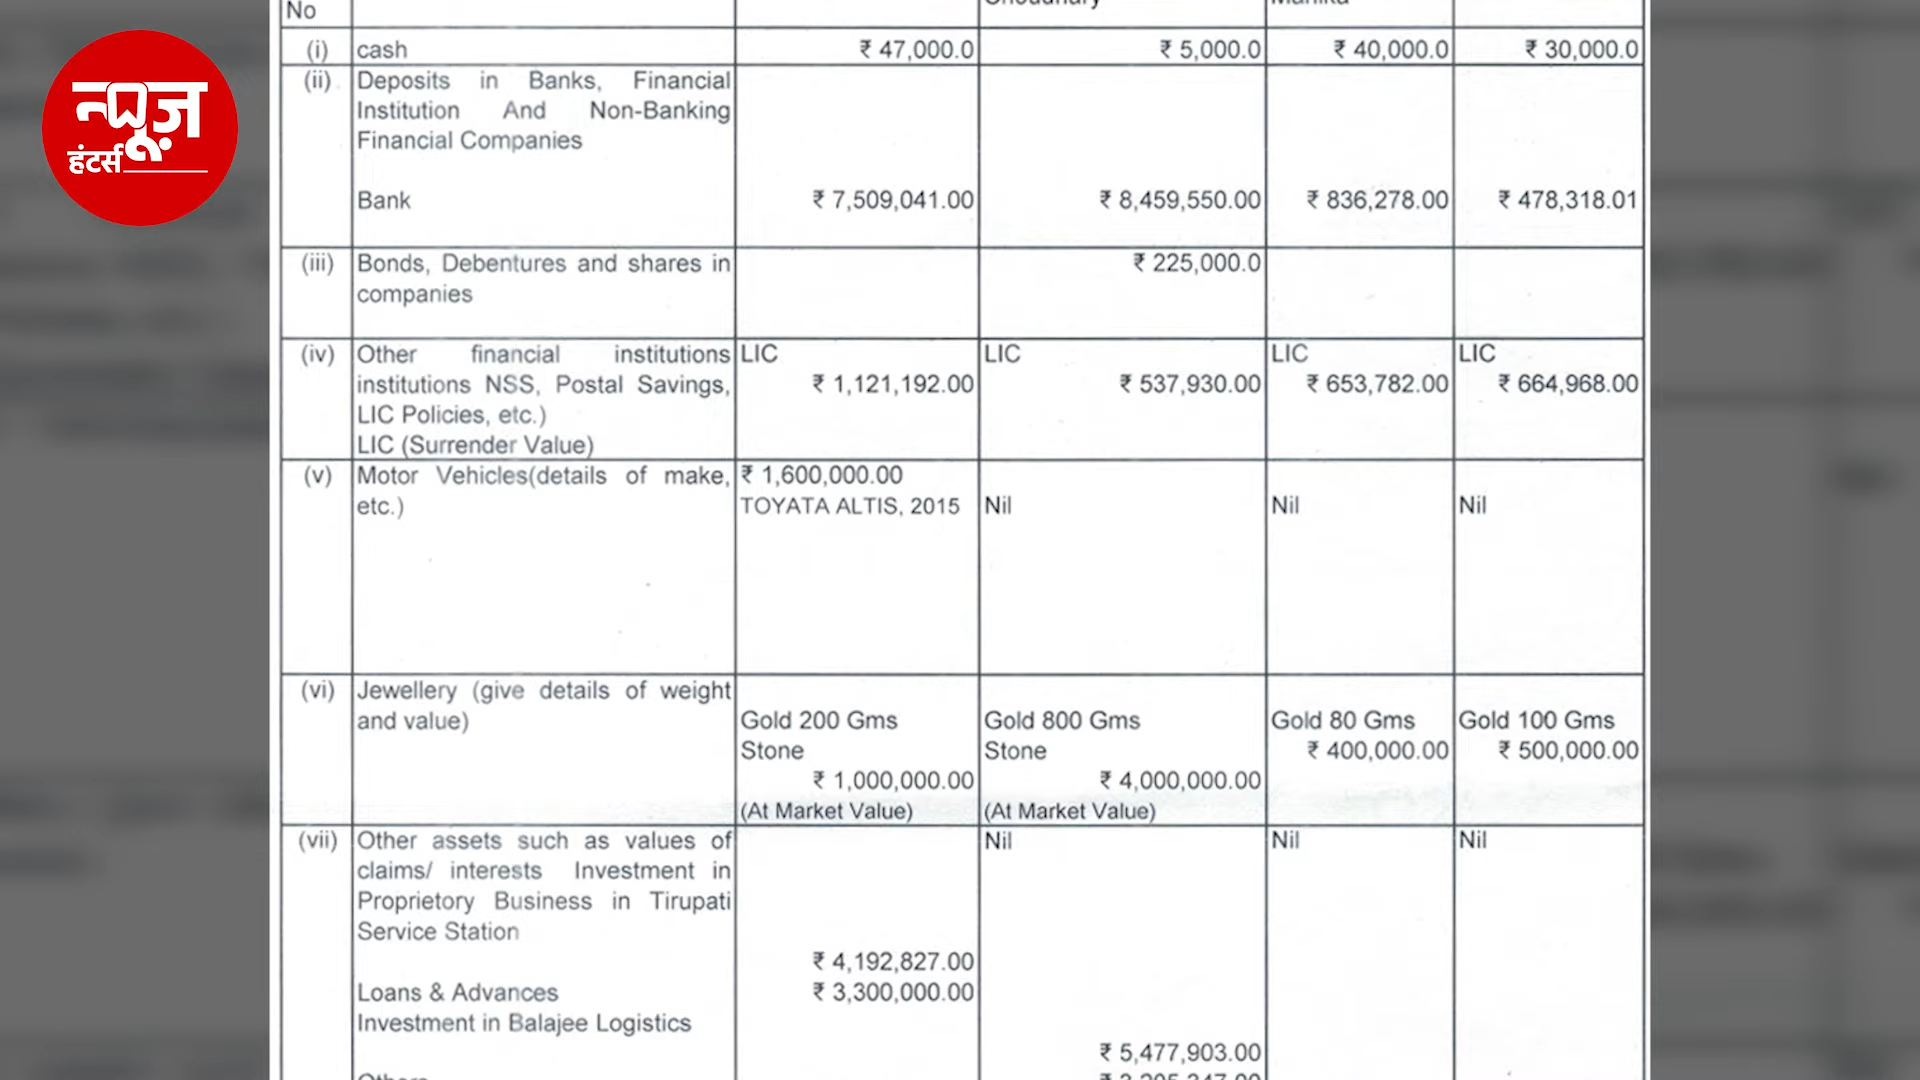 न्यूज़
हंटर्स
No
(i) cash ₹ 47,000.0 ₹ 5,000.0 ₹ 40,000.0 ₹ 30,000.0
(ii) Deposits in Banks, Financial
Institution And Non-Banking
Financial Companies
Bank ₹ 7,509,041.00 ₹ 8,459,550.00 ₹ 836,278.00 ₹ 478,318.01
(iii) Bonds, Debentures and shares in ₹ 225,000.0
companies
(iv) Other financial institutions LIC LIC LIC LIC
institutions NSS, Postal Savings, ₹ 1,121,192.00 ₹ 537,930.00 ₹ 653,782.00 ₹ 664,968.00
LIC Policies, etc.)
LIC (Surrender Value)
(v) Motor Vehicles(details of make, ₹ 1,600,000.00
etc.) TOYATA ALTIS, 2015 Nil Nil Nil
(vi) Jewellery (give details of weight
and value) Gold 200 Gms Gold 800 Gms Gold 80 Gms Gold 100 Gms
Stone Stone ₹ 400,000.00 ₹ 500,000.00
₹ 1,000,000.00 ₹ 4,000,000.00
(At Market Value) (At Market Value)
(vii) Other assets such as values of Nil Nil Nil
claims/ interests Investment in
Proprietory Business in Tirupati
Service Station
₹ 4,192,827.00
Loans & Advances ₹ 3,300,000.00
Investment in Balajee Logistics
₹ 5,477,903.00